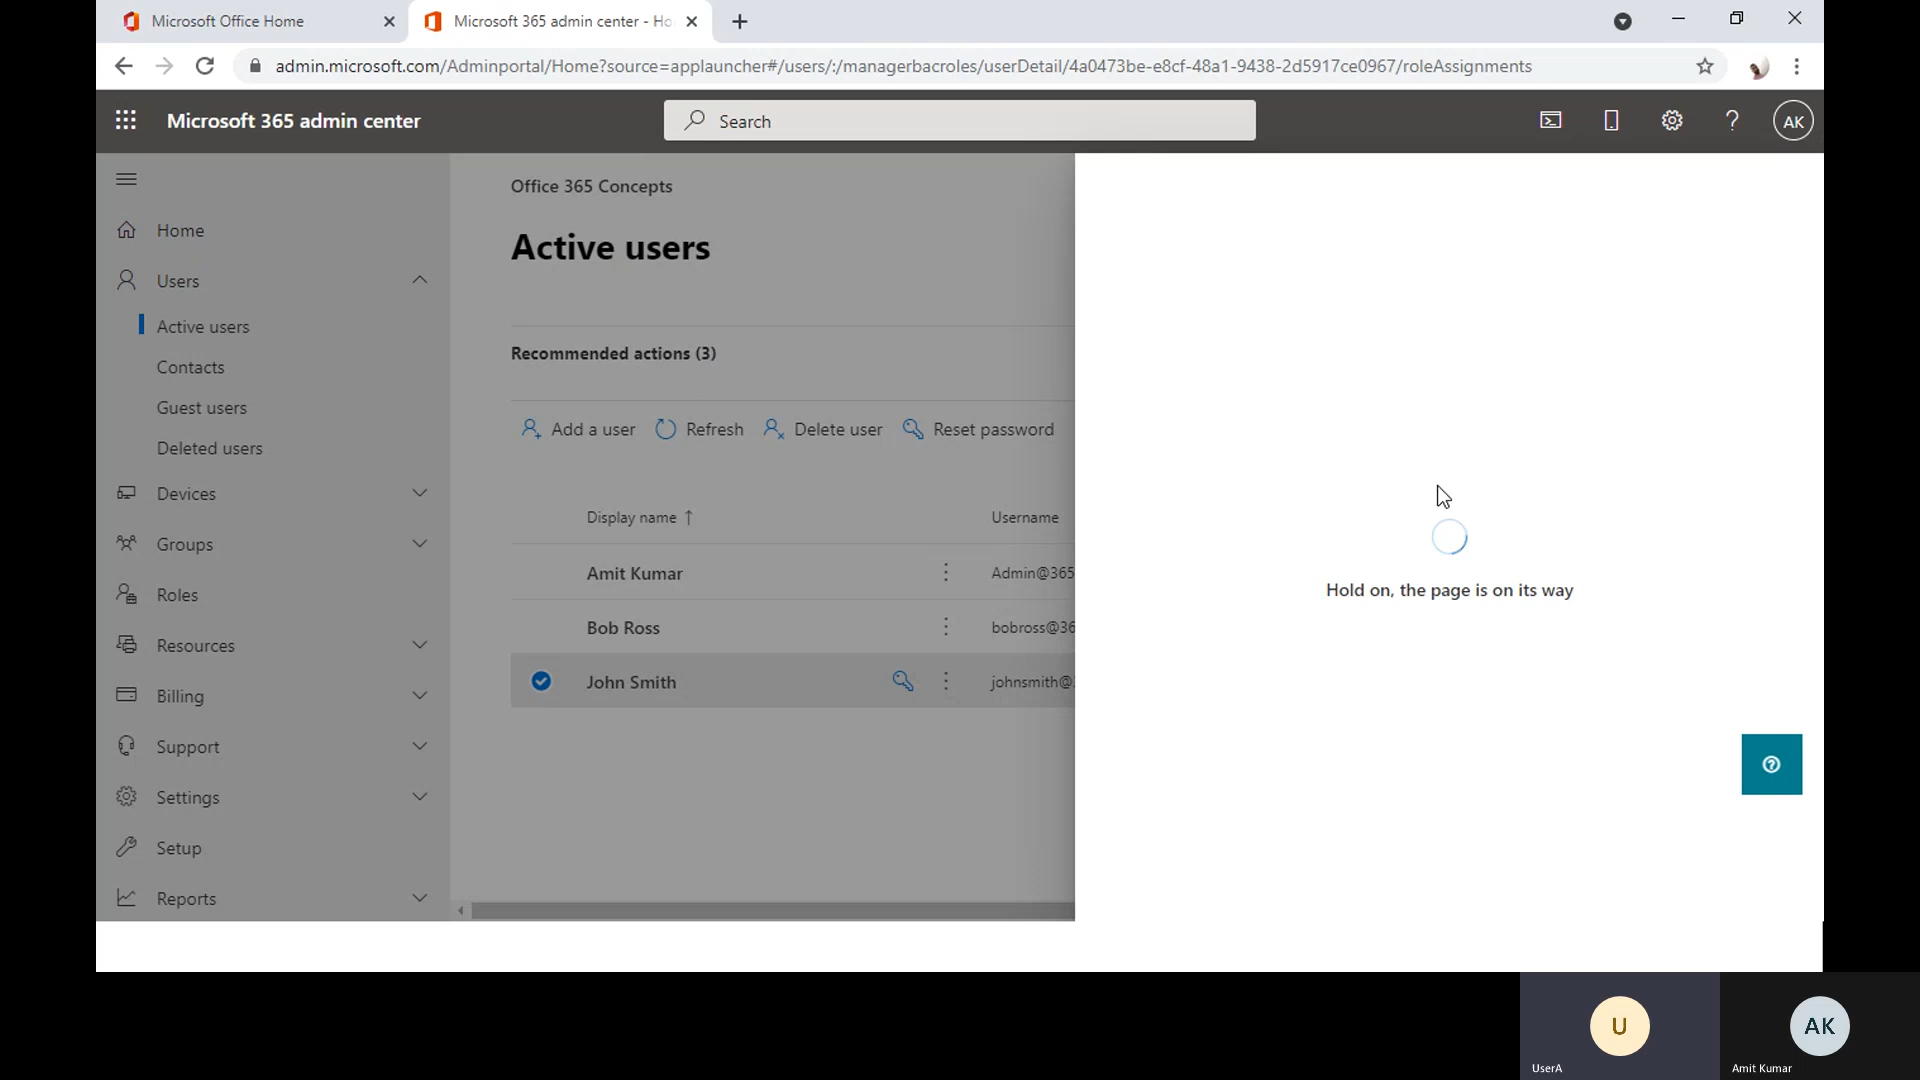 Microsoft Office Home
Microsoft 365 admin center - Ho
admin.microsoft.com/Adminportal/Home?source=applauncher#/users/:/managerbacroles/userDetail/4a0473be-e8cf-48a1-9438-2d5917ce0967/roleAssignments
Microsoft 365 admin center
Search
AK
Home
Users
Active users
Contacts
Guest users
Deleted users
Devices
Groups
Roles
Resources
Billing
Support
Settings
Setup
Reports
Office 365 Concepts
Active users
Recommended actions (3)
Add a user Refresh Delete user Reset password
Display name ↑ Username
Amit Kumar Admin@365
Bob Ross bobross@36
John Smith johnsmith@
Hold on, the page is on its way
U
UserA
AK
Amit Kumar